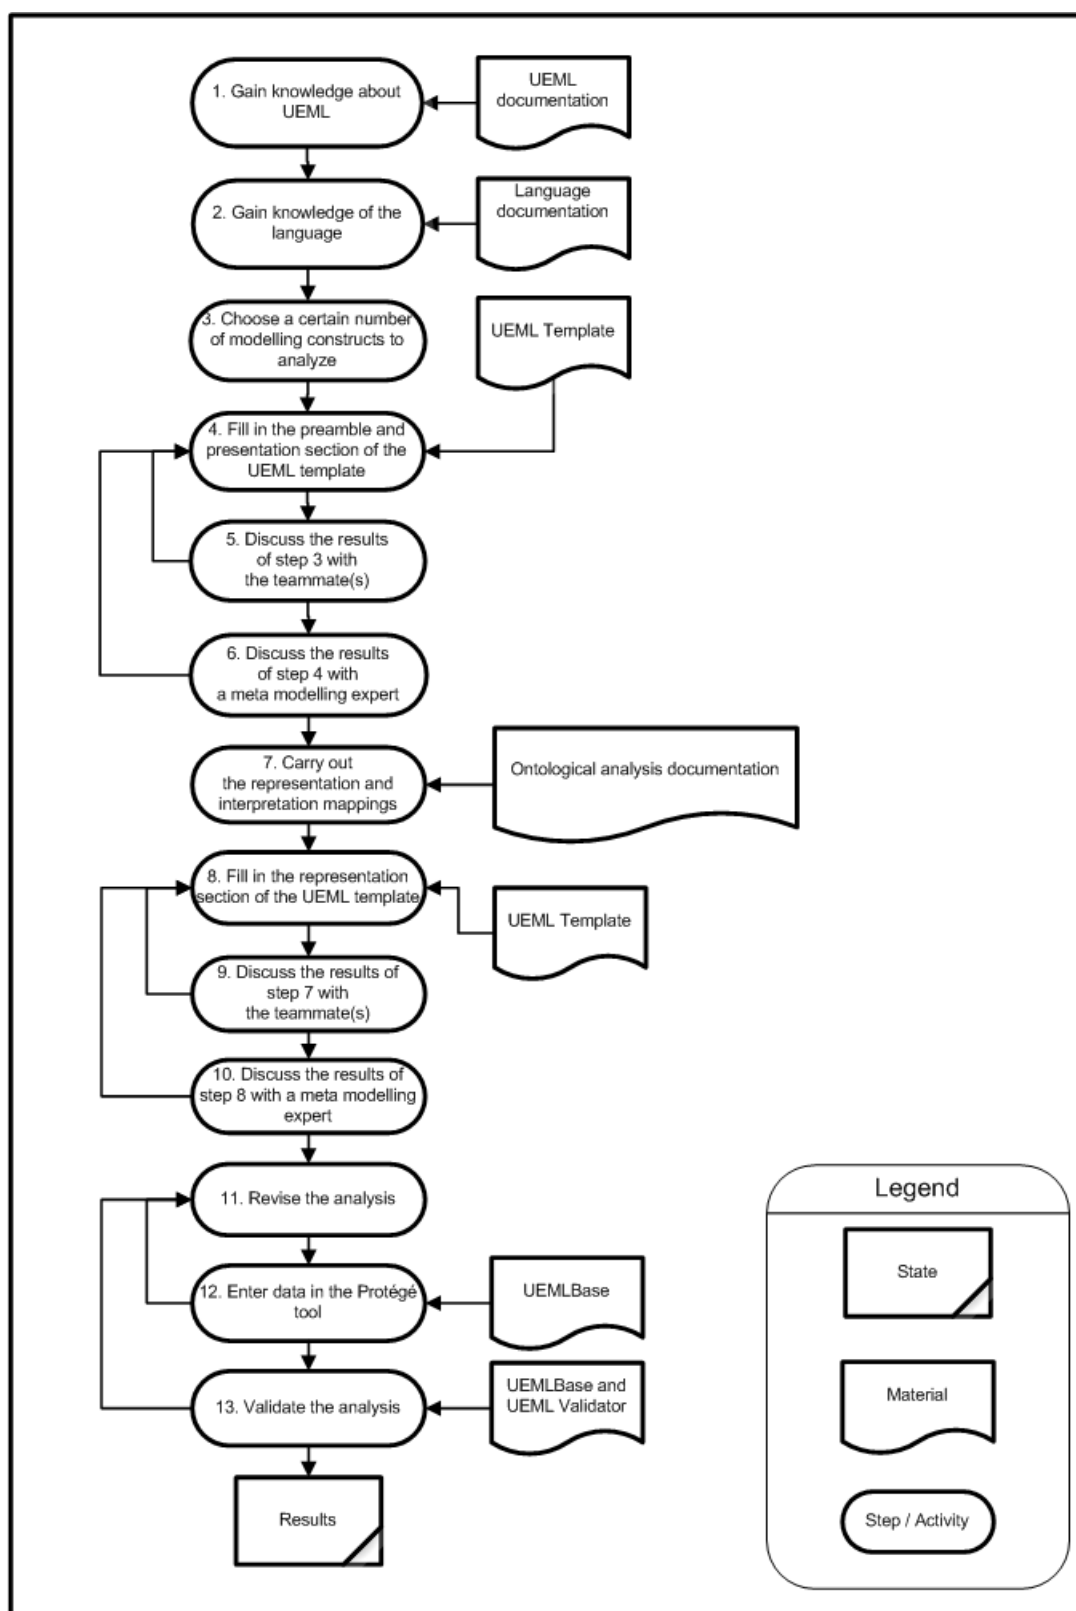 1. Gain knowledge about
UEML
UEML
documentation
2. Gain knowledge of the
language
Language
documentation
3. Choose a certain number
of modelling constructs to
analyze
UEML Template
4. Fill in the preamble and
presentation section of the
UEML template
5. Discuss the results
of step 3 with
the teammate(s)
6. Discuss the results
of step 4 with
a meta modelling expert
7. Carry out
the representation and
interpretation mappings
Ontological analysis documentation
8. Fill in the representation
section of the UEML template
UEML Template
9. Discuss the results of
step 7 with
the teammate(s)
10. Discuss the results of
step 8 with a meta modelling
expert
11. Revise the analysis
12. Enter data in the Protégé
tool
UEMLBase
13. Validate the analysis
UEMLBase and
UEML Validator
Results
Legend
State
Material
Step / Activity